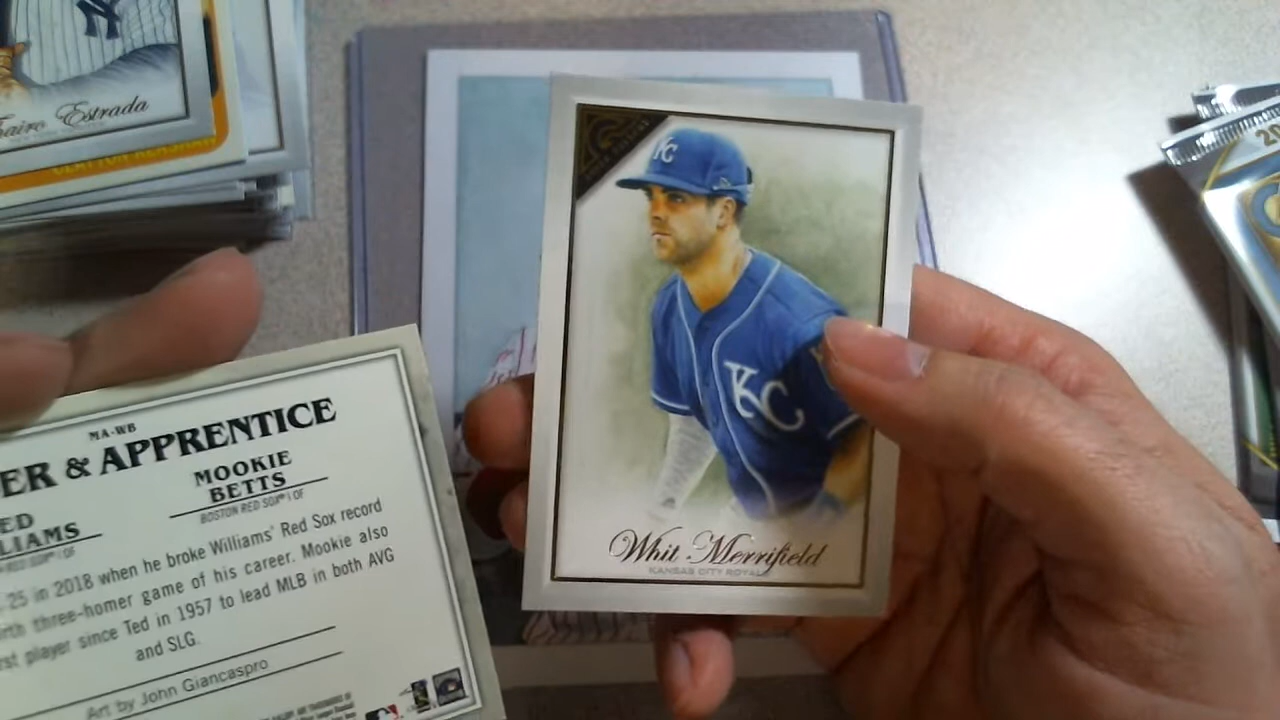 NY
Estrada
20
KC
KC
Whit Merrifield
KANSAS CITY ROYALS
MA-WB
ER & APPRENTICE
ED
LLIAMS
MOOKIE
BETTS
BOSTON RED SOX® | OF
25 in 2018 when he broke Williams' Red Sox record
rth three-homer game of his career. Mookie also
rst player since Ted in 1957 to lead MLB in both AVG
and SLG.
Art by John Giancaspro